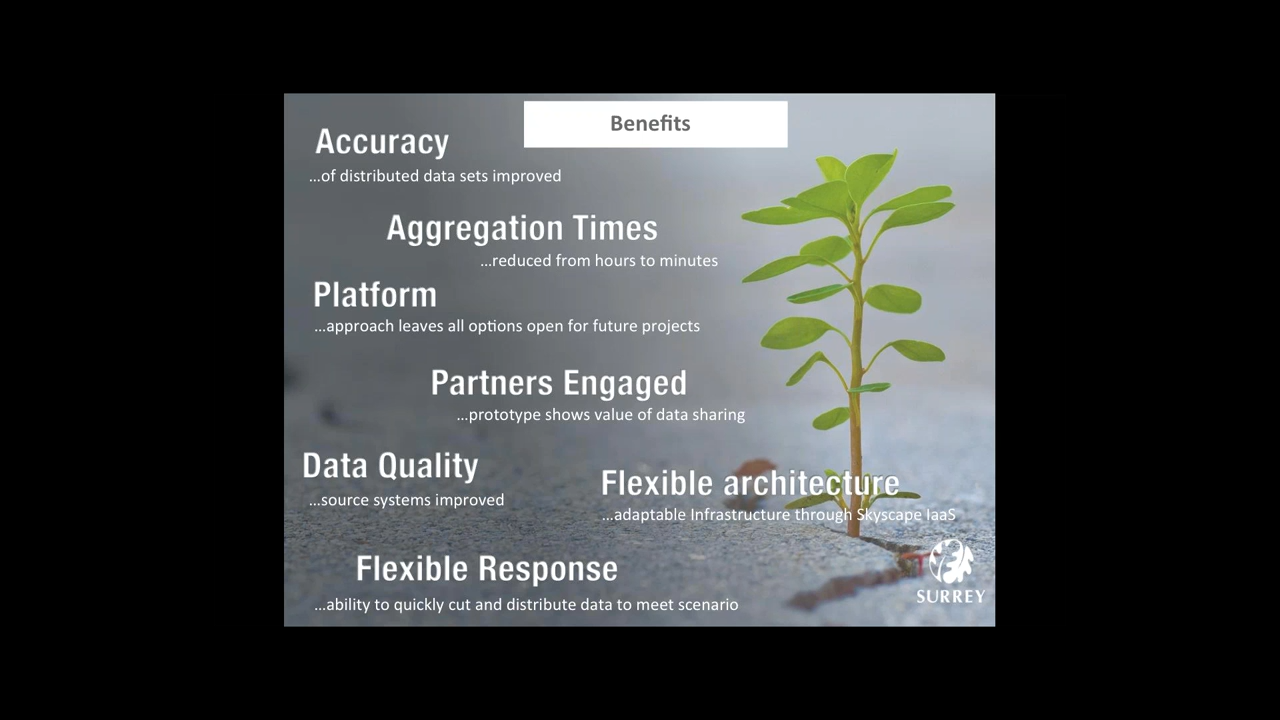 Benefits
Accuracy
...of distributed data sets improved
Aggregation Times
...reduced from hours to minutes
Platform
...approach leaves all options open for future projects
Partners Engaged
...prototype shows value of data sharing
Data Quality
...source systems improved
Flexible architecture
...adaptable Infrastructure through Skyscape IaaS
Flexible Response
...ability to quickly cut and distribute data to meet scenario
SURREY